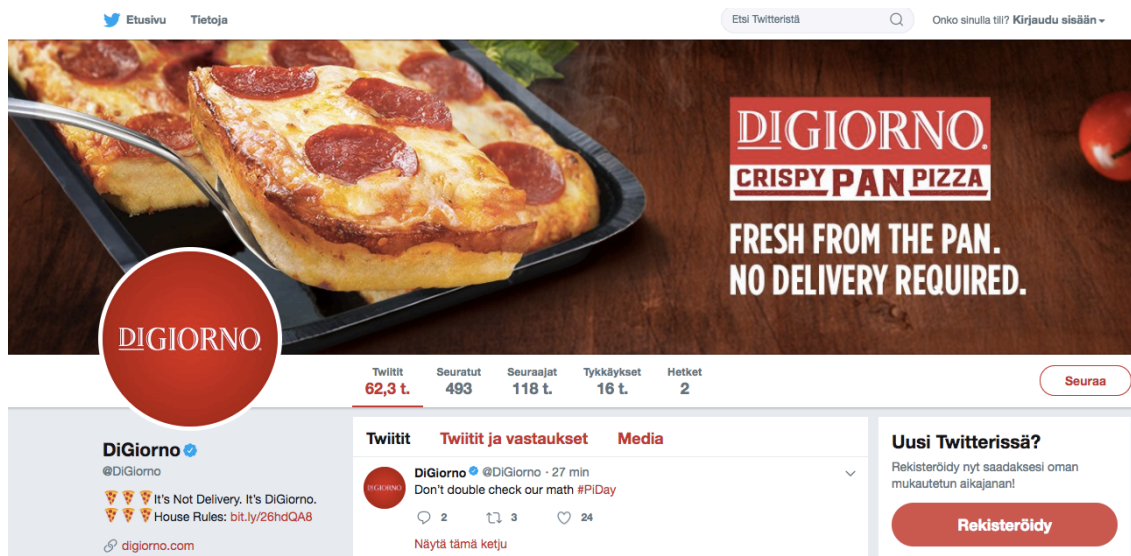 Etusivu Tietoja
Etsi Twitteristä
Onko sinulla tili? Kirjaudu sisään
DIGIORNO.
CRISPY PAN PIZZA
FRESH FROM THE PAN.
NO DELIVERY REQUIRED.
DIGIORNO
Twiitit Seuratut Seuraajat Tykkäykset Hetket
62,3 t. 493 118 t. 16 t. 2
Seuraa
DiGiorno
@DiGiorno
🍕🍕🍕It's Not Delivery. It's DiGiorno.
🍕🍕🍕House Rules: bit.ly/26hdQA8
digiorno.com
Twiitit Twiitit ja vastaukset Media
DIGIORNO
DiGiorno @DiGiorno · 27 min
Don't double check our math #PiDay
2 3 24
Näytä tämä ketju
Uusi Twitterissä?
Rekisteröidy nyt saadaksesi oman
mukautetun aikajanan!
Rekisteröidy